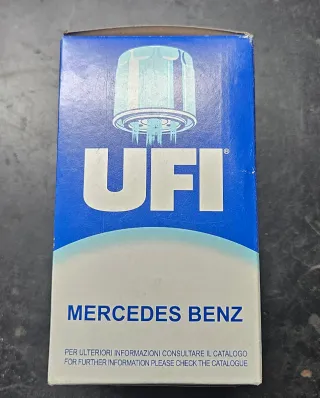 UFI®
MERCEDES BENZ
PER ULTERIORI INFORMAZIONI CONSULTARE IL CATALOGO
FOR FURTHER INFORMATION PLEASE CHECK THE CATALOGUE